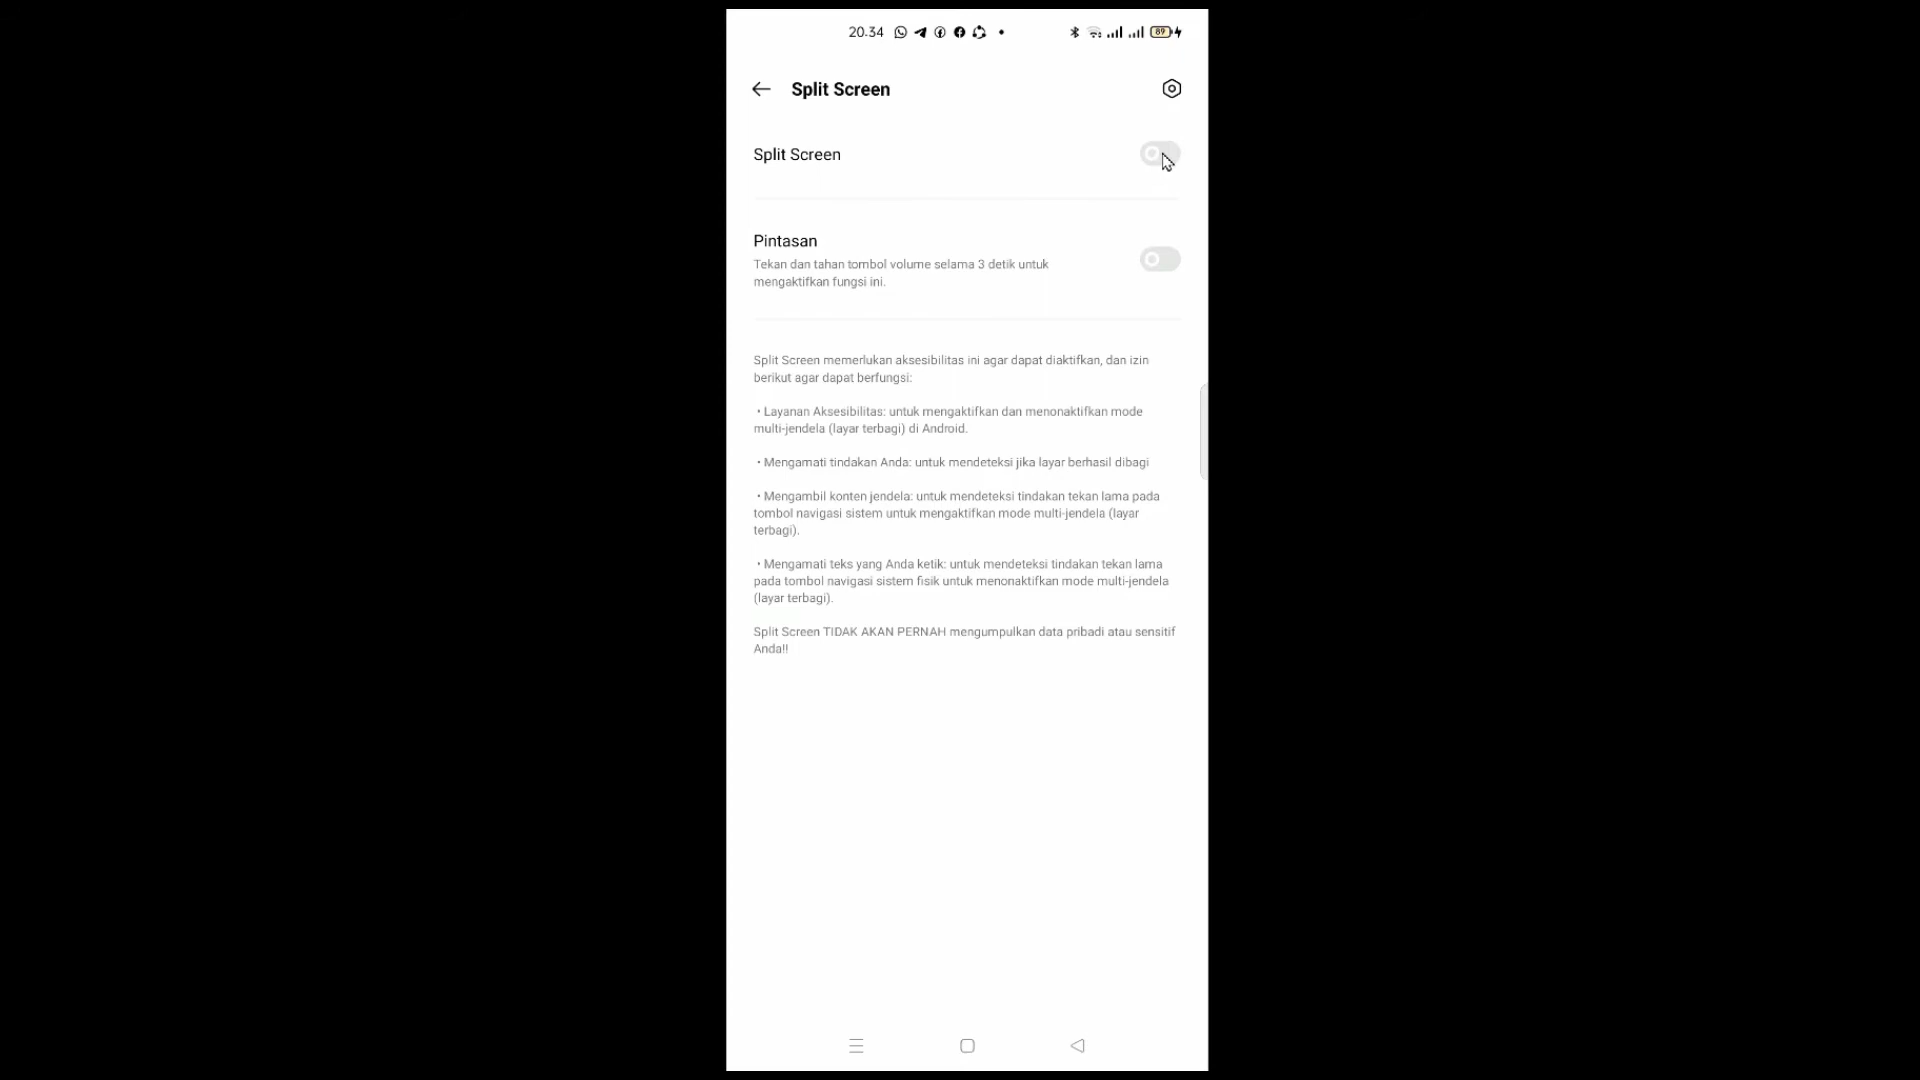 20.34
89
Split Screen
Split Screen
Pintasan
Tekan dan tahan tombol volume selama 3 detik untuk
mengaktifkan fungsi ini.
Split Screen memerlukan aksesibilitas ini agar dapat diaktifkan, dan izin
berikut agar dapat berfungsi:
• Layanan Aksesibilitas: untuk mengaktifkan dan menonaktifkan mode
multi-jendela (layar terbagi) di Android.
• Mengamati tindakan Anda: untuk mendeteksi jika layar berhasil dibagi
• Mengambil konten jendela: untuk mendeteksi tindakan tekan lama pada
tombol navigasi sistem untuk mengaktifkan mode multi-jendela (layar
terbagi).
• Mengamati teks yang Anda ketik: untuk mendeteksi tindakan tekan lama
pada tombol navigasi sistem fisik untuk menonaktifkan mode multi-jendela
(layar terbagi).
Split Screen TIDAK AKAN PERNAH mengumpulkan data pribadi atau sensitif
Anda!!